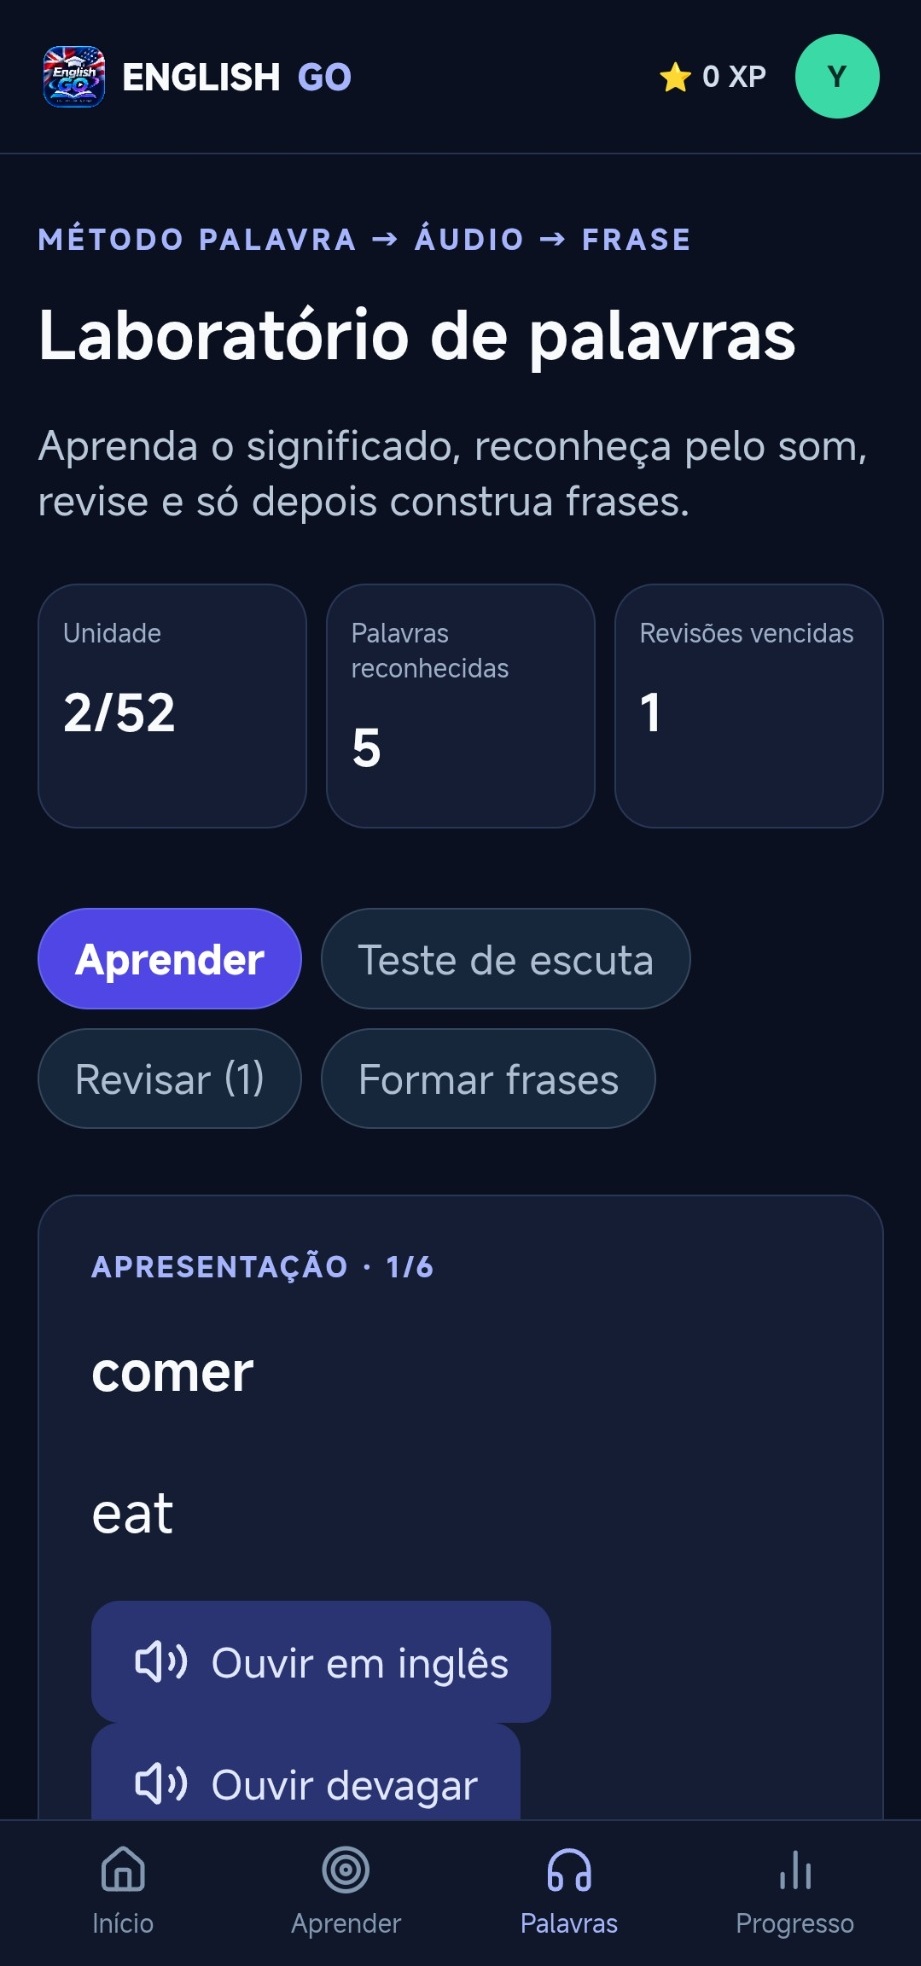 English
GO
ENGLISH GO
0 XP
Y
MÉTODO PALAVRA → ÁUDIO → FRASE
Laboratório de palavras
Aprenda o significado, reconheça pelo som,
revise e só depois construa frases.
Unidade
2/52
Palavras
reconhecidas
5
Revisões vencidas
1
Aprender
Teste de escuta
Revisar (1)
Formar frases
APRESENTAÇÃO · 1/6
comer
eat
Ouvir em inglês
Ouvir devagar
Início
Aprender
Palavras
Progresso